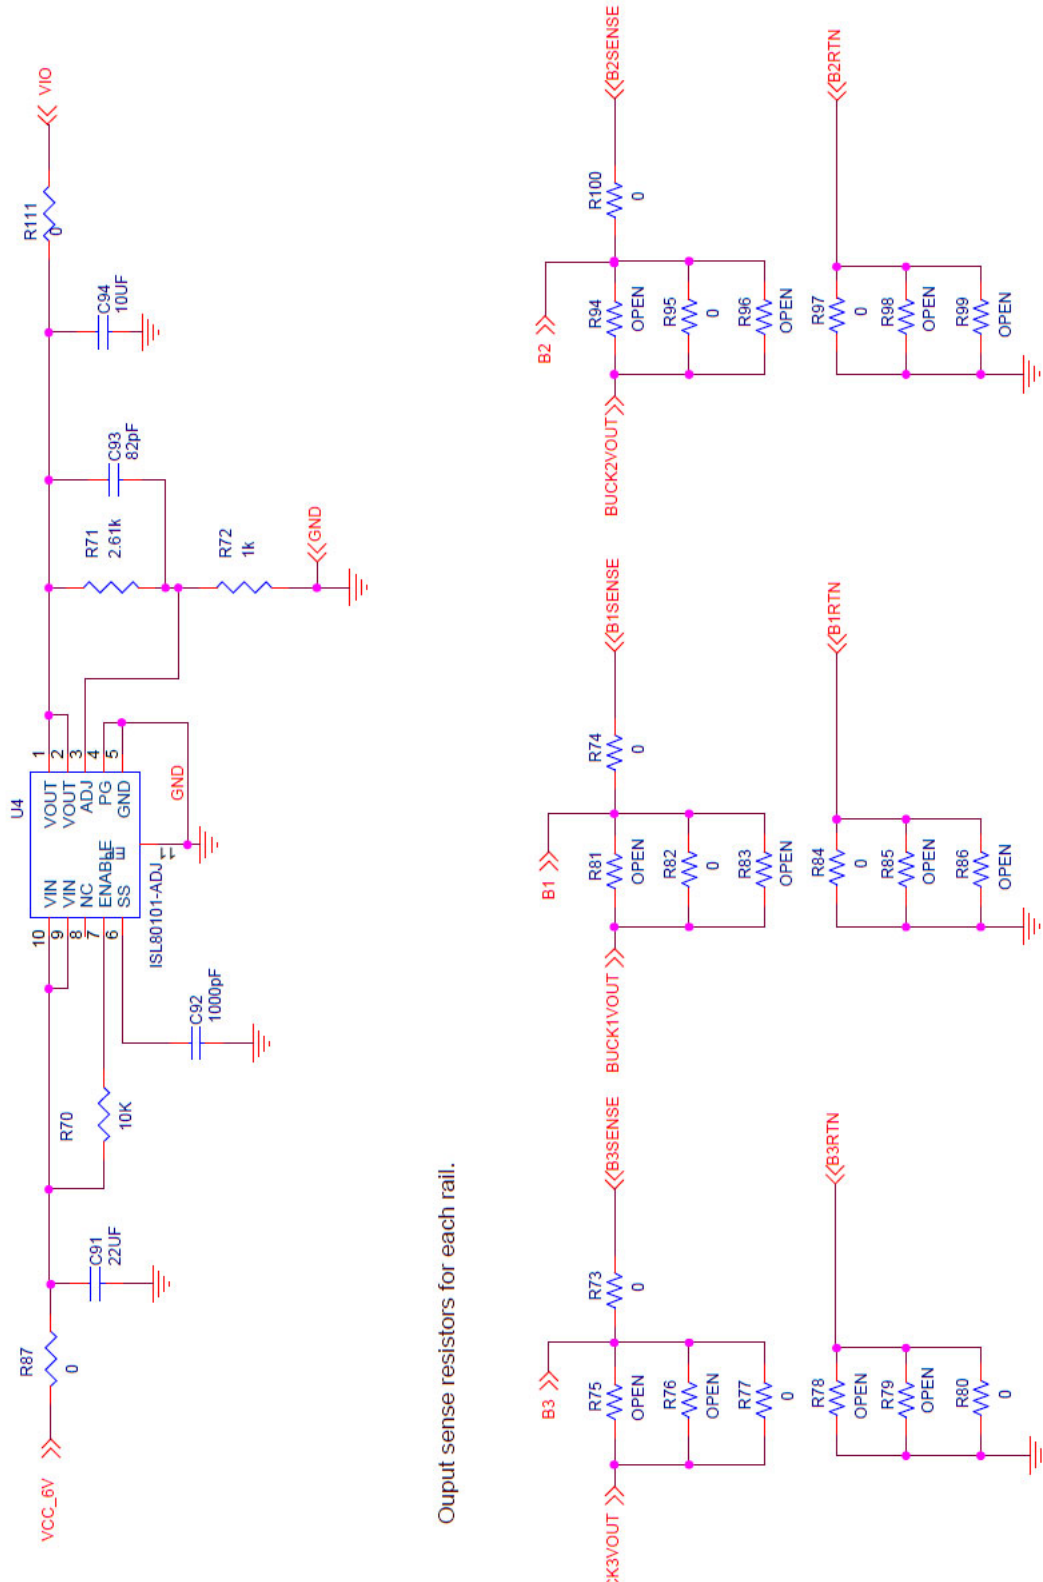 VCC_6V
R87
0
C91
22UF
R70
10K
C92
1000pF
U4
10
9
8
7
6
VIN
VIN
NC
ENABLE
SS
VOUT
VOUT
ADJ
PG
GND
1
2
3
4
5
ISL80101-ADJ
GND
R71
2.61k
C93
82pF
R72
1k
GND
C94
10UF
R111
0
VIO
Ouput sense resistors for each rail.
CK3VOUT
B3
R75
OPEN
R76
OPEN
R77
0
R73
0
B3SENSE
R78
OPEN
R79
OPEN
R80
0
B3RTN
BUCK1VOUT
B1
R81
OPEN
R82
0
R83
OPEN
R74
0
B1SENSE
R84
0
R85
OPEN
R86
OPEN
B1RTN
BUCK2VOUT
B2
R94
OPEN
R95
0
R96
OPEN
R100
0
B2SENSE
R97
0
R98
OPEN
R99
OPEN
B2RTN